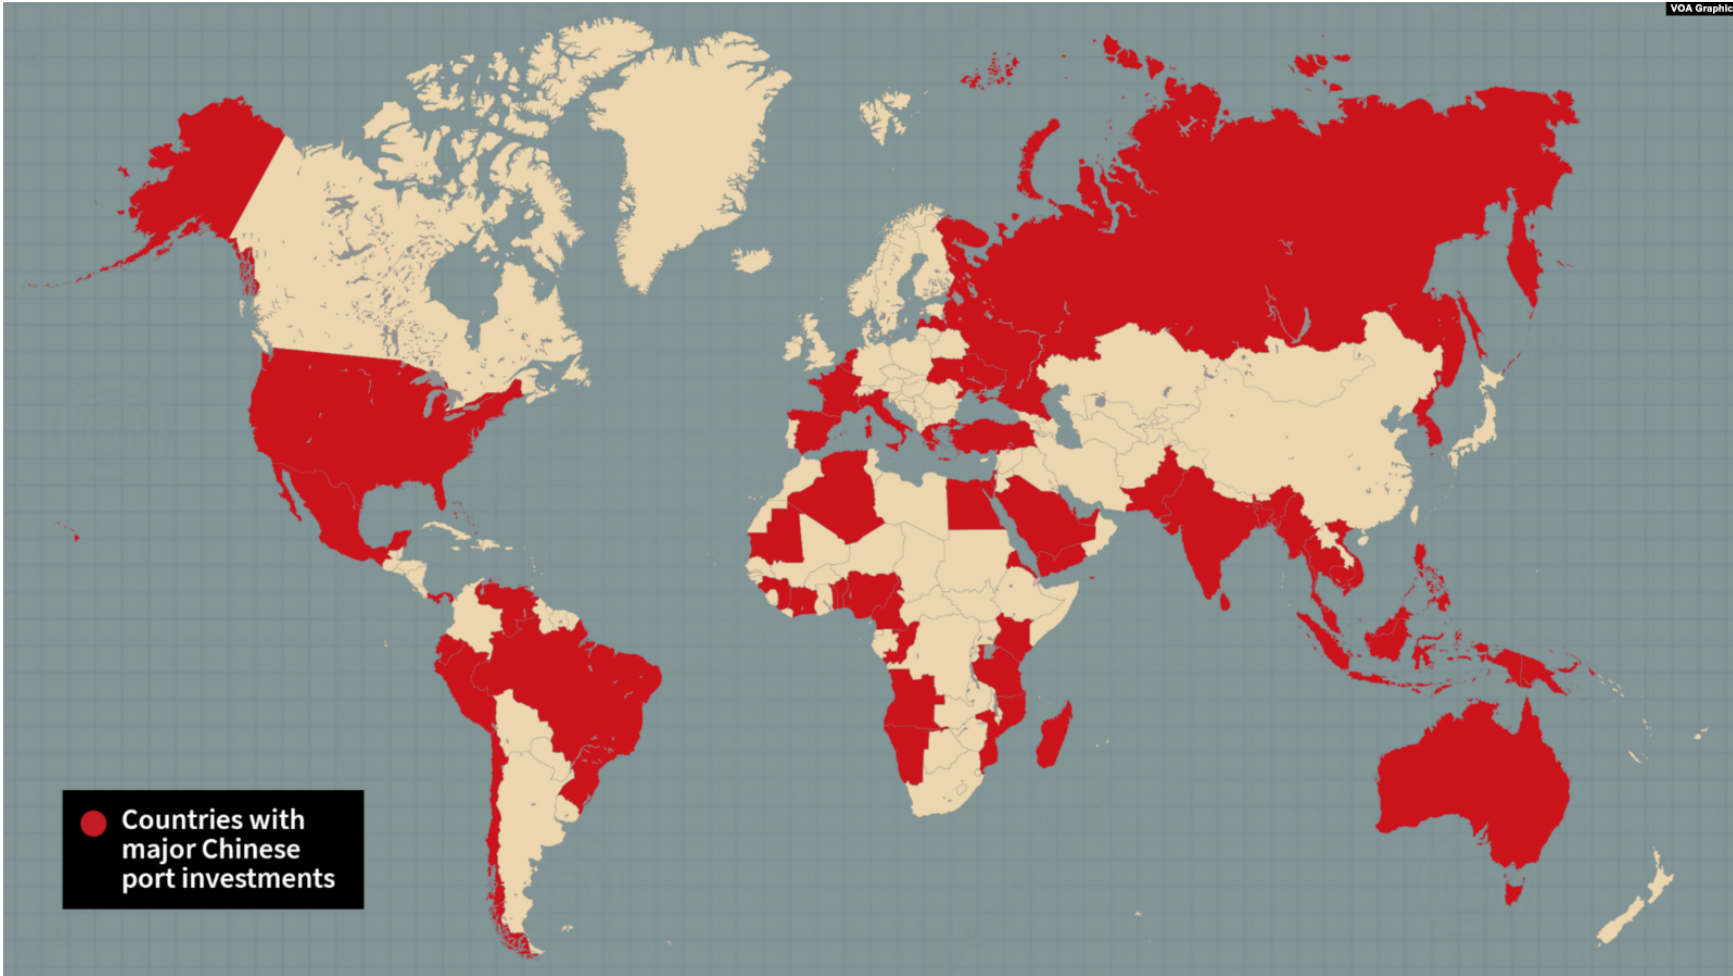 VOA Graphic
Countries with
major Chinese
port investments